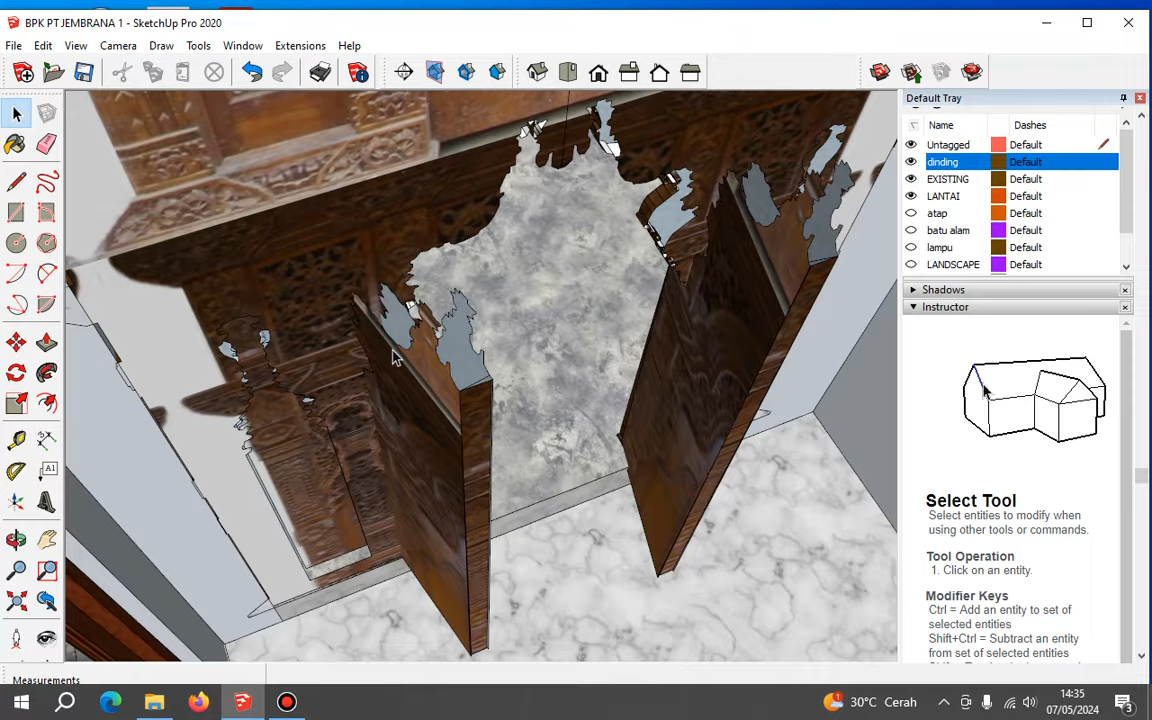 BPK PT JEMBRANA 1 - SketchUp Pro 2020
File Edit View Camera Draw Tools Window Extensions Help
Default Tray
Name Dashes
Untagged Default
dinding Default
EXISTING Default
LANTAI Default
atap Default
batu alam Default
lampu Default
LANDSCAPE Default
Shadows
Instructor
A1
Select Tool
Select entities to modify when
using other tools or commands.
Tool Operation
1. Click on an entity.
Modifier Keys
Ctrl = Add an entity to set of
selected entities
Shift+Ctrl = Subtract an entity
from set of selected entities
Measurements
1
30°C Cerah
14:35
07/05/2024
3